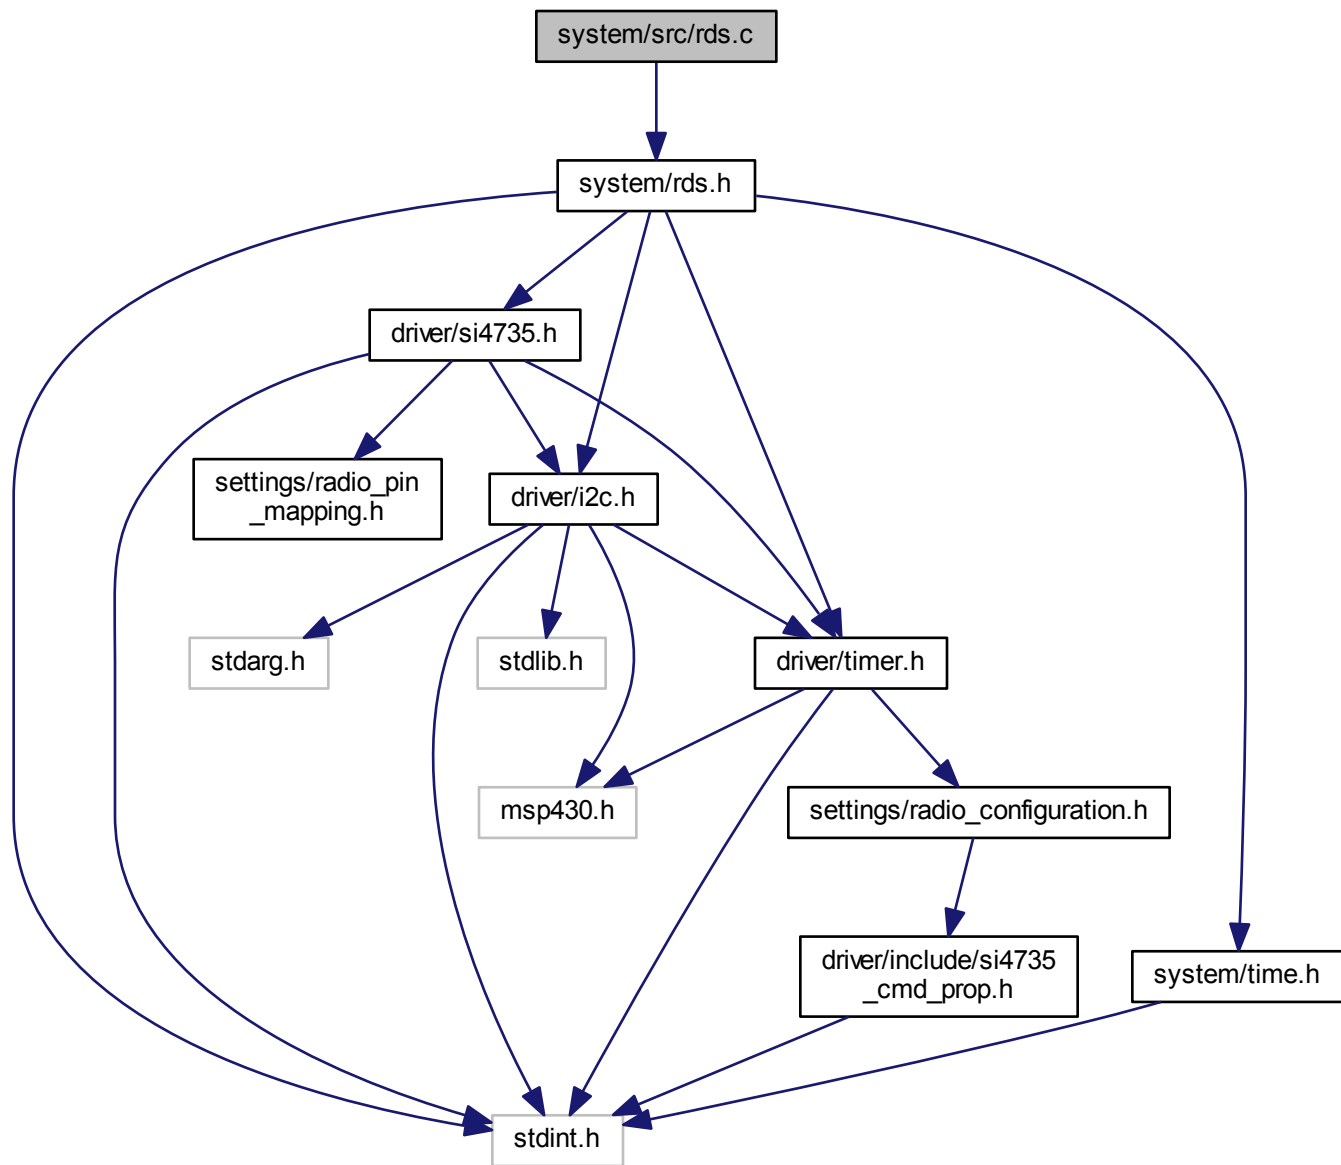 system/src/rds.c
system/rds.h
driver/si4735.h
settings/radio_pin
_mapping.h
driver/i2c.h
stdarg.h
stdlib.h
driver/timer.h
msp430.h
settings/radio_configuration.h
driver/include/si4735
_cmd_prop.h
system/time.h
stdint.h